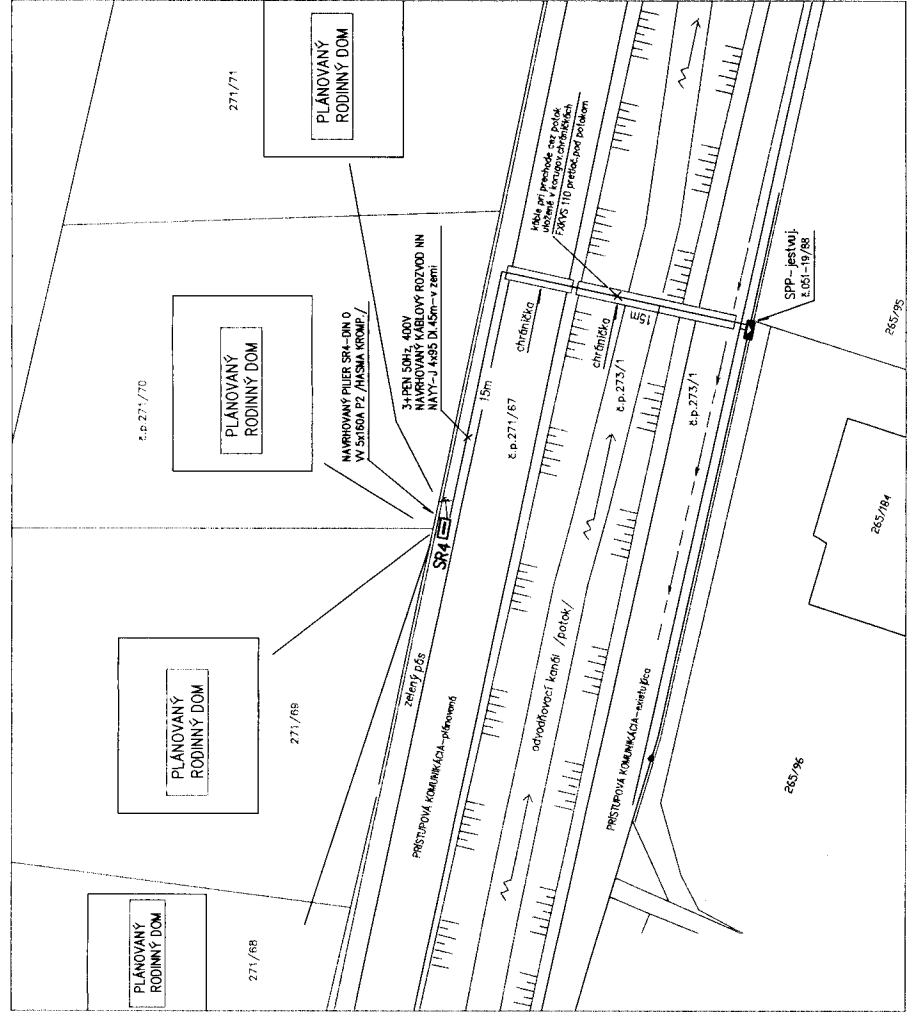 271/71
PLÁNOVANÝ
RODINNÝ DOM
č.p.271/70
PLÁNOVANÝ
RODINNÝ DOM
271/69
PLÁNOVANÝ
RODINNÝ DOM
271/68
PLÁNOVANÝ
RODINNÝ DOM
NAVRHOVANÝ PILIER SR4-DIN 0
VV 5x160A P2 /HASMA KROMP./
3+PEN 50Hz, 400V
NAVRHOVANÝ KÁBLOVÝ ROZVOD NN
NAYY-J 4x95 Dl.45m-v zemi
káble pri prechode cez potok
uložené v korugov.chráničkách
FXKVS 110 pretlač.pod potokom
SR4
15m
zelený pás
č.p.271/67
chránička
chránička
15m
č.p.273/1
č.p.273/1
PRÍSTUPOVÁ KOMUNIKÁCIA-plánovaná
odvodňovací kanál /potok/
PRÍSTUPOVÁ KOMUNIKÁCIA-existujúca
SPP-jestvuj.
č.051-19/88
265/95
265/184
265/96